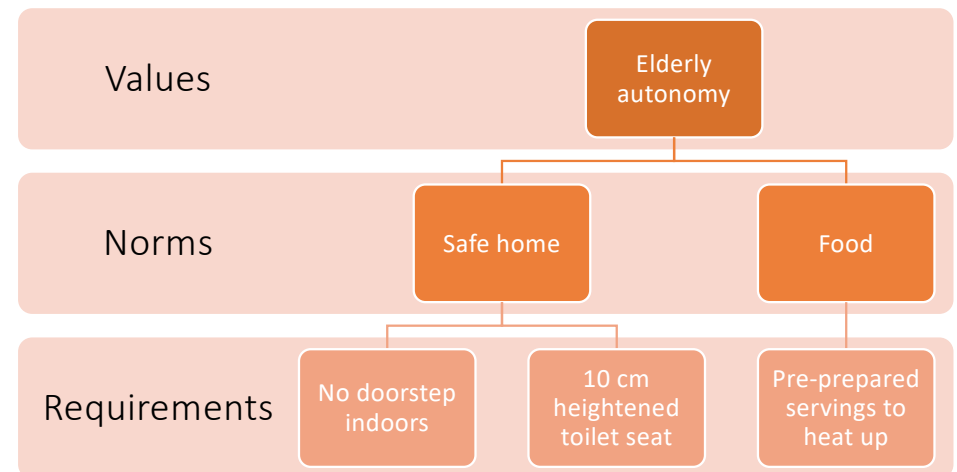 Values
Elderly
autonomy
Norms
Safe home
Food
Requirements
No doorstep
indoors
10 cm
heightened
toilet seat
Pre-prepared
servings to
heat up